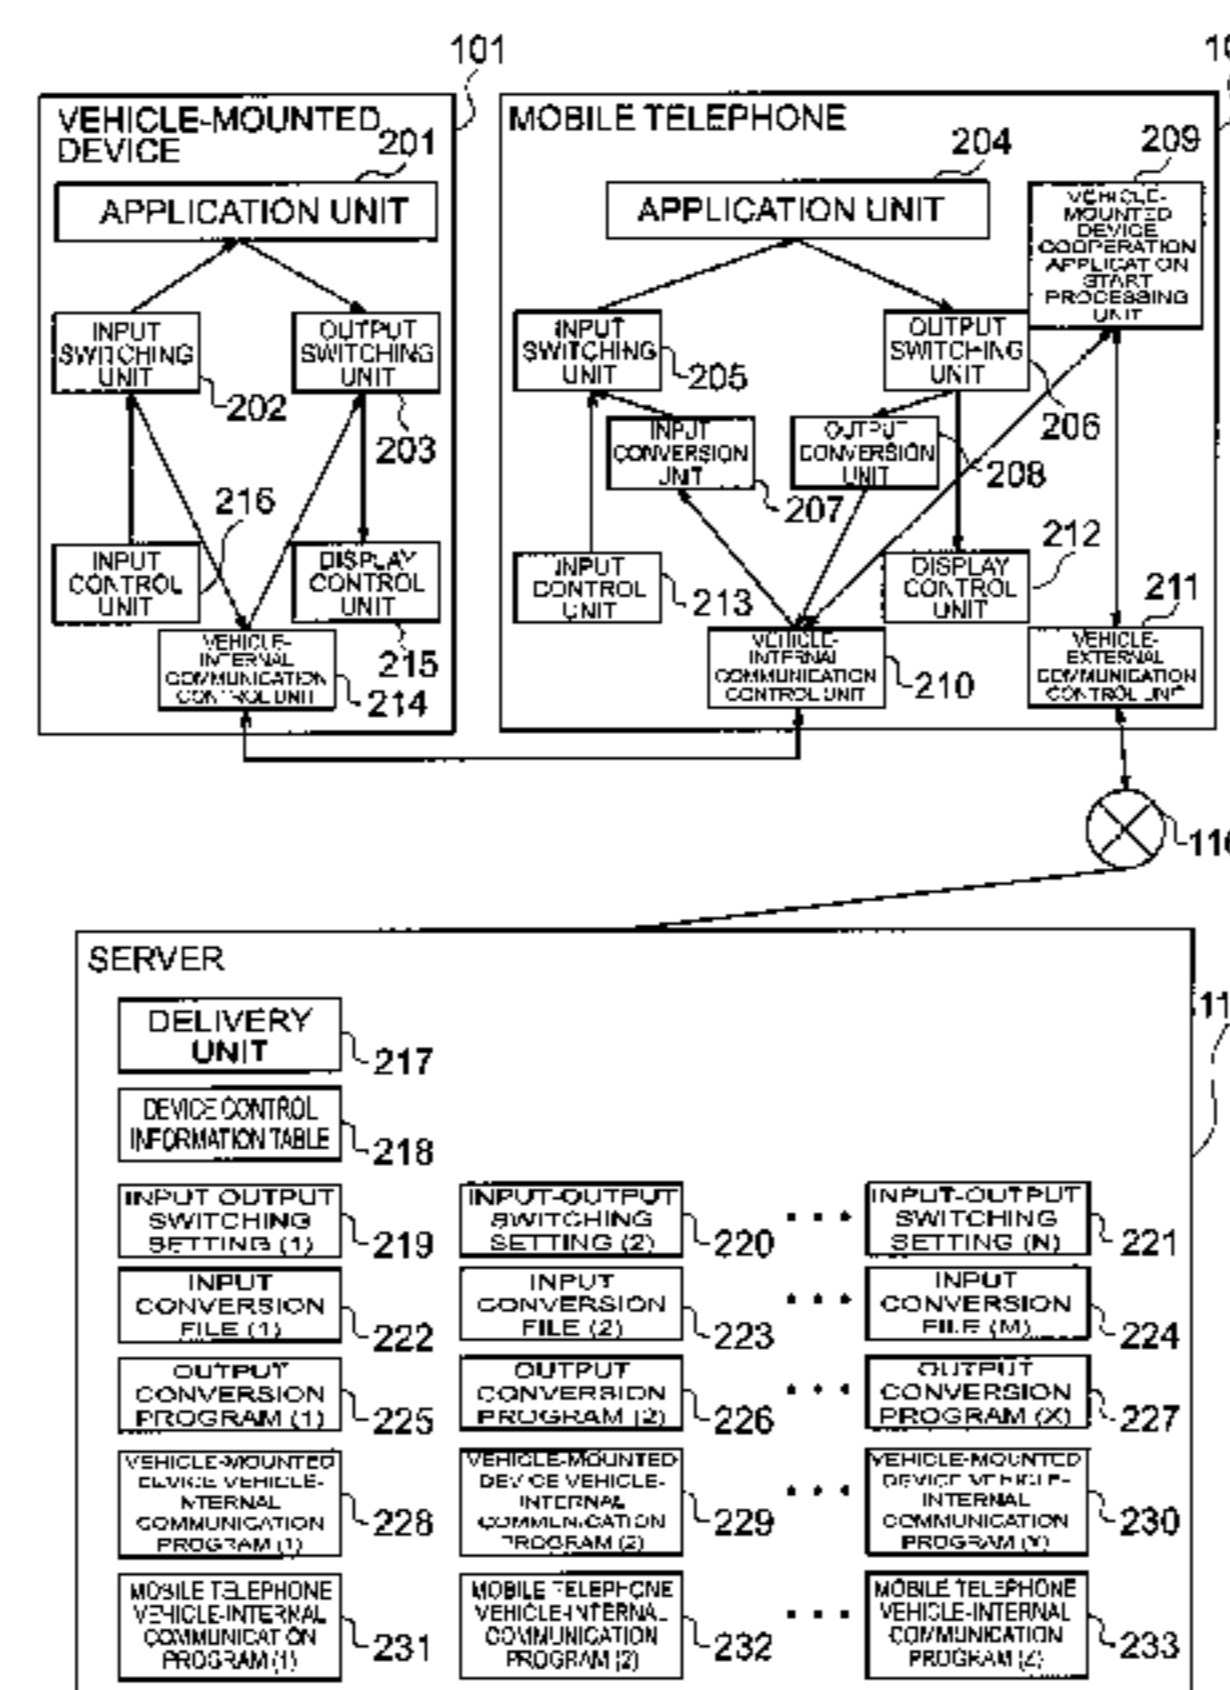 101
VEHICLE-MOUNTED
DEVICE
201
APPLICATION UNIT
INPUT
SWITCHING
UNIT
202
OUTPUT
SWITCHING
UNIT
203
216
INPUT
CONTROL
UNIT
DISPLAY
CONTROL
UNIT
215
VEHICLE-
INTERNAL
COMMUNICATION
CONTROL UNIT
214
MOBILE TELEPHONE
204
APPLICATION UNIT
209
VEHICLE-
MOUNTED
DEVICE
COOPERATION
APPLICATION
START
PROCESSING
UNIT
INPUT
SWITCHING
UNIT
205
OUTPUT
SWITCHING
UNIT
206
INPUT
CONVERSION
UNIT
207
OUTPUT
CONVERSION
UNIT
208
INPUT
CONTROL
UNIT
213
DISPLAY
CONTROL
UNIT
212
VEHICLE-
INTERNAL
COMMUNICATION
CONTROL UNIT
210
211
VEHICLE-
EXTERNAL
COMMUNICATION
CONTROL UNIT
SERVER
DELIVERY
UNIT
217
DEVICE CONTROL
INFORMATION TABLE
218
INPUT OUTPUT
SWITCHING
SETTING (1)
219
INPUT-OUTPUT
SWITCHING
SETTING (2)
220
...
INPUT-OUTPUT
SWITCHING
SETTING (N)
221
INPUT
CONVERSION
FILE (1)
222
INPUT
CONVERSION
FILE (2)
223
...
INPUT
CONVERSION
FILE (M)
224
OUTPUT
CONVERSION
PROGRAM (1)
225
OUTPUT
CONVERSION
PROGRAM (2)
226
...
OUTPUT
CONVERSION
PROGRAM (X)
227
VEHICLE-MOUNTED
DEVICE VEHICLE-
INTERNAL
COMMUNICATION
PROGRAM (1)
228
VEHICLE-MOUNTED
DEVICE VEHICLE-
INTERNAL
COMMUNICATION
PROGRAM (2)
229
...
VEHICLE-MOUNTED
DEVICE VEHICLE-
INTERNAL
COMMUNICATION
PROGRAM (Y)
230
MOBILE TELEPHONE
VEHICLE-INTERNAL
COMMUNICATION
PROGRAM (1)
231
MOBILE TELEPHONE
VEHICLE-INTERNAL
COMMUNICATION
PROGRAM (2)
232
...
MOBILE TELEPHONE
VEHICLE-INTERNAL
COMMUNICATION
PROGRAM (Z)
233